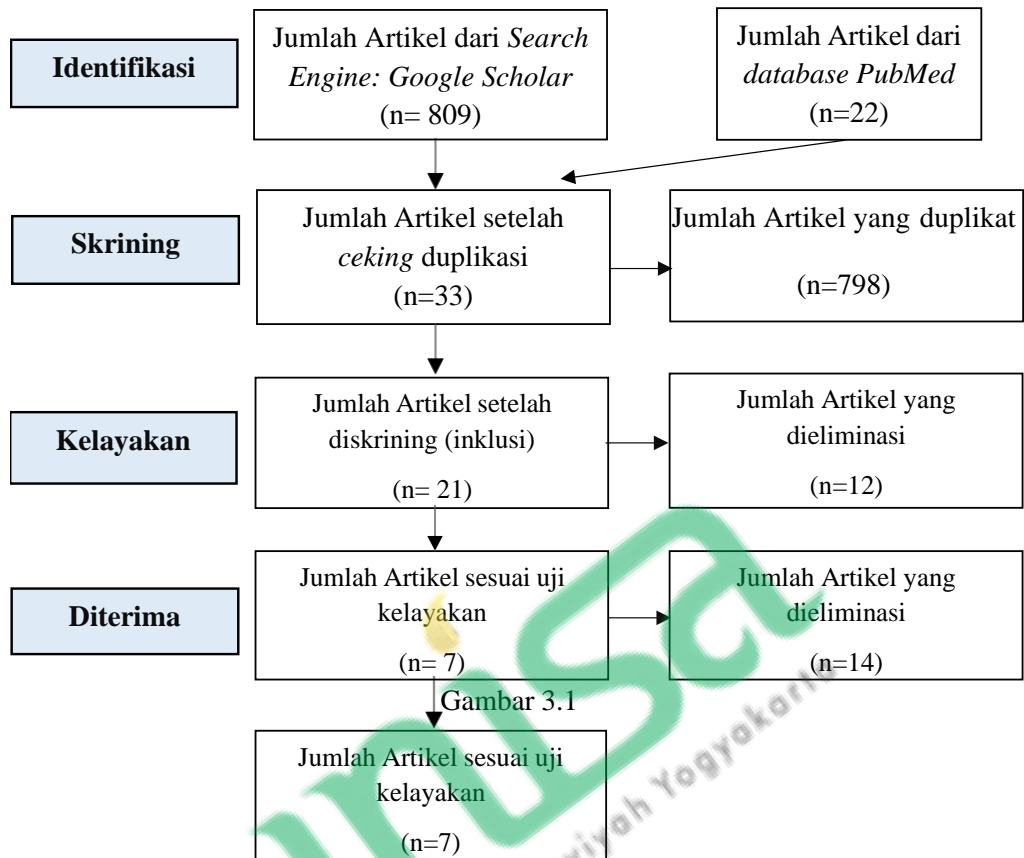 Identifikasi
Jumlah Artikel dari Search
Engine: Google Scholar
(n= 809)
Jumlah Artikel dari
database PubMed
(n=22)
Skrining
Jumlah Artikel setelah
ceking duplikasi
(n=33)
Jumlah Artikel yang duplikat
(n=798)
Kelayakan
Jumlah Artikel setelah
diskrining (inklusi)
(n= 21)
Jumlah Artikel yang
dieliminasi
(n=12)
Diterima
Jumlah Artikel sesuai uji
kelayakan
(n= 7)
Jumlah Artikel yang
dieliminasi
(n=14)
Gambar 3.1
Jumlah Artikel sesuai uji
kelayakan
(n=7)
Yogyakarta